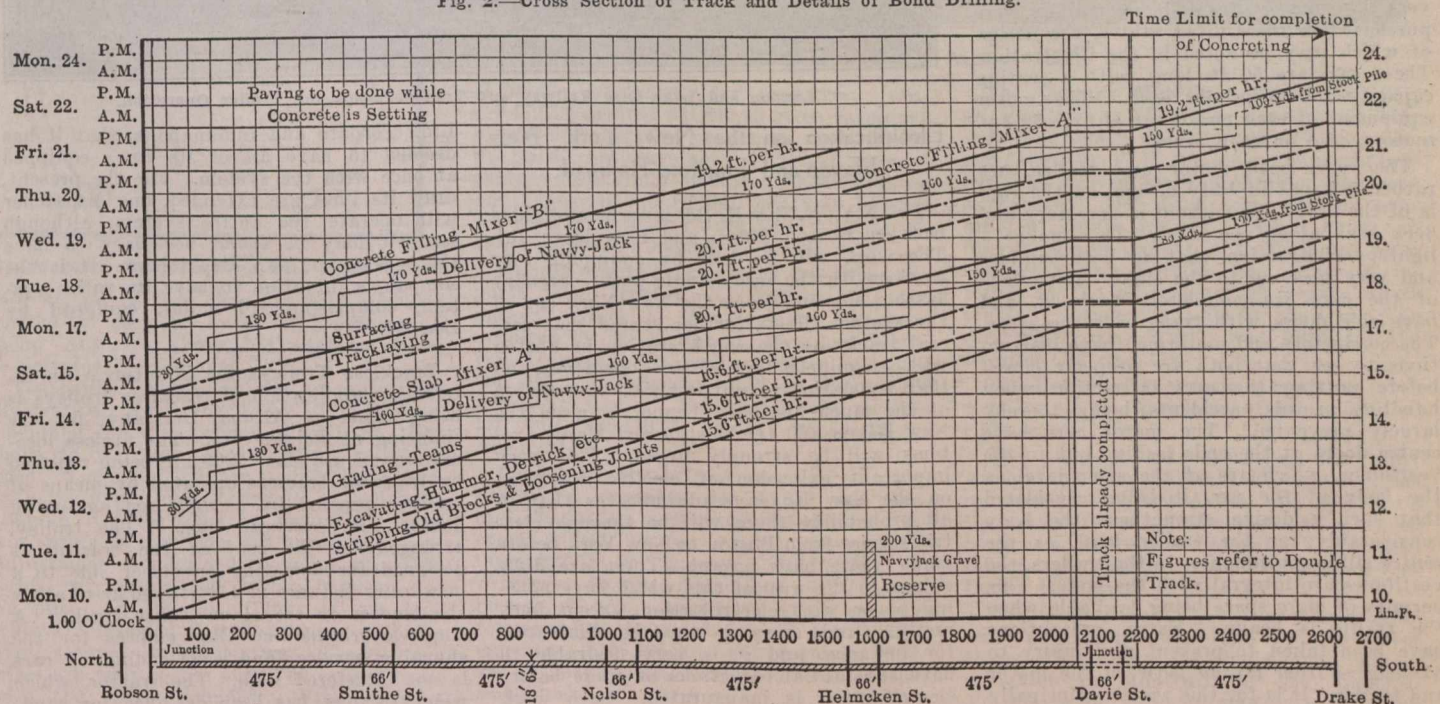 Fig. 2.—Cross Section of Track and Details of Bond Drilling.
Time Limit for completion
of Concreting
Mon. 24. P.M. 24.
A.M.
Paving to be done while
Concrete is Setting
Sat. 22. P.M. 22.
A.M.
Fri. 21. P.M. 21.
A.M.
Thu. 20. P.M. 20.
A.M.
Wed. 19. P.M. 19.
A.M.
Tue. 18. P.M. 18.
A.M.
Mon. 17. P.M. 17.
A.M.
Sat. 15. P.M. 15.
A.M.
Fri. 14. P.M. 14.
A.M.
Thu. 13. P.M. 13.
A.M.
Wed. 12. P.M. 12.
A.M.
Tue. 11. P.M. 11.
A.M.
Mon. 10. P.M. 10.
A.M.
1.00 O'Clock
Lin.Ft.
Concrete Filling-Mixer "B" 19.2 ft. per hr.
Concrete Filling-Mixer "A" 19.2 ft. per hr.
80 Yds. 130 Yds. 170 Yds. Delivery of Navvy-Jack 170 Yds. 170 Yds. 160 Yds. 150 Yds. 100 Yds. from Stock Pile
Surfacing 20.7 ft. per hr.
Tracklaying 20.7 ft. per hr.
Concrete Slab-Mixer "A" 20.7 ft. per hr.
80 Yds. 130 Yds. 160 Yds. Delivery of Navvy-Jack 160 Yds. 160 Yds. 150 Yds. 80 Yds. 100 Yds. from Stock Pile
Grading-Teams 16.6 ft. per hr.
Excavating-Hammer, Derrick, etc. 15.6 ft. per hr.
Stripping Old Blocks & Loosening Joints 15.6 ft. per hr.
200 Yds.
Navvyjack Gravel
Reserve
Track already completed
Note:
Figures refer to Double
Track.
0 100 200 300 400 500 600 700 800 900 1000 1100 1200 1300 1400 1500 1600 1700 1800 1900 2000 2100 2200 2300 2400 2500 2600 2700
Junction Junction
North South
475' 66' 475' 18'6½" 66' 475' 66' 475' 66' 475'
Robson St. Smithe St. Nelson St. Helmcken St. Davie St. Drake St.